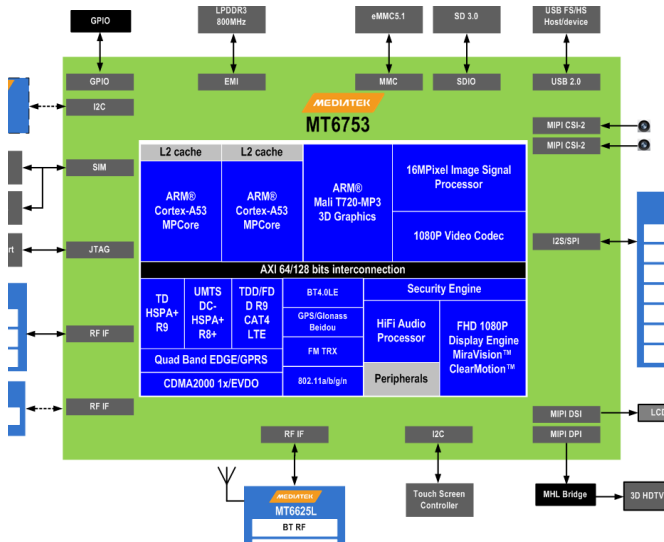 GPIO
LPDDR3
800MHz
eMMC5.1
SD 3.0
USB FS/HS
Host/device
GPIO
EMI
MMC
SDIO
USB 2.0
I2C
MEDIATEK
MT6753
MIPI CSI-2
MIPI CSI-2
SIM
L2 cache
L2 cache
ARM®
Cortex-A53
MPCore
ARM®
Cortex-A53
MPCore
ARM®
Mali T720-MP3
3D Graphics
16MPixel Image Signal
Processor
1080P Video Codec
rt
JTAG
I2S/SPI
AXI 64/128 bits interconnection
TD
HSPA+
R9
UMTS
DC-
HSPA+
R8+
TDD/FD
D R9
CAT4
LTE
BT4.0LE
GPS/Glonass
Beidou
FM TRX
802.11a/b/g/n
Security Engine
HiFi Audio
Processor
Peripherals
FHD 1080P
Display Engine
MiraVision™
ClearMotion™
Quad Band EDGE/GPRS
CDMA2000 1x/EVDO
RF IF
RF IF
MIPI DSI
LCD
MIPI DPI
RF IF
I2C
MEDIATEK
MT6625L
BT RF
Touch Screen
Controller
MHL Bridge
3D HDTV